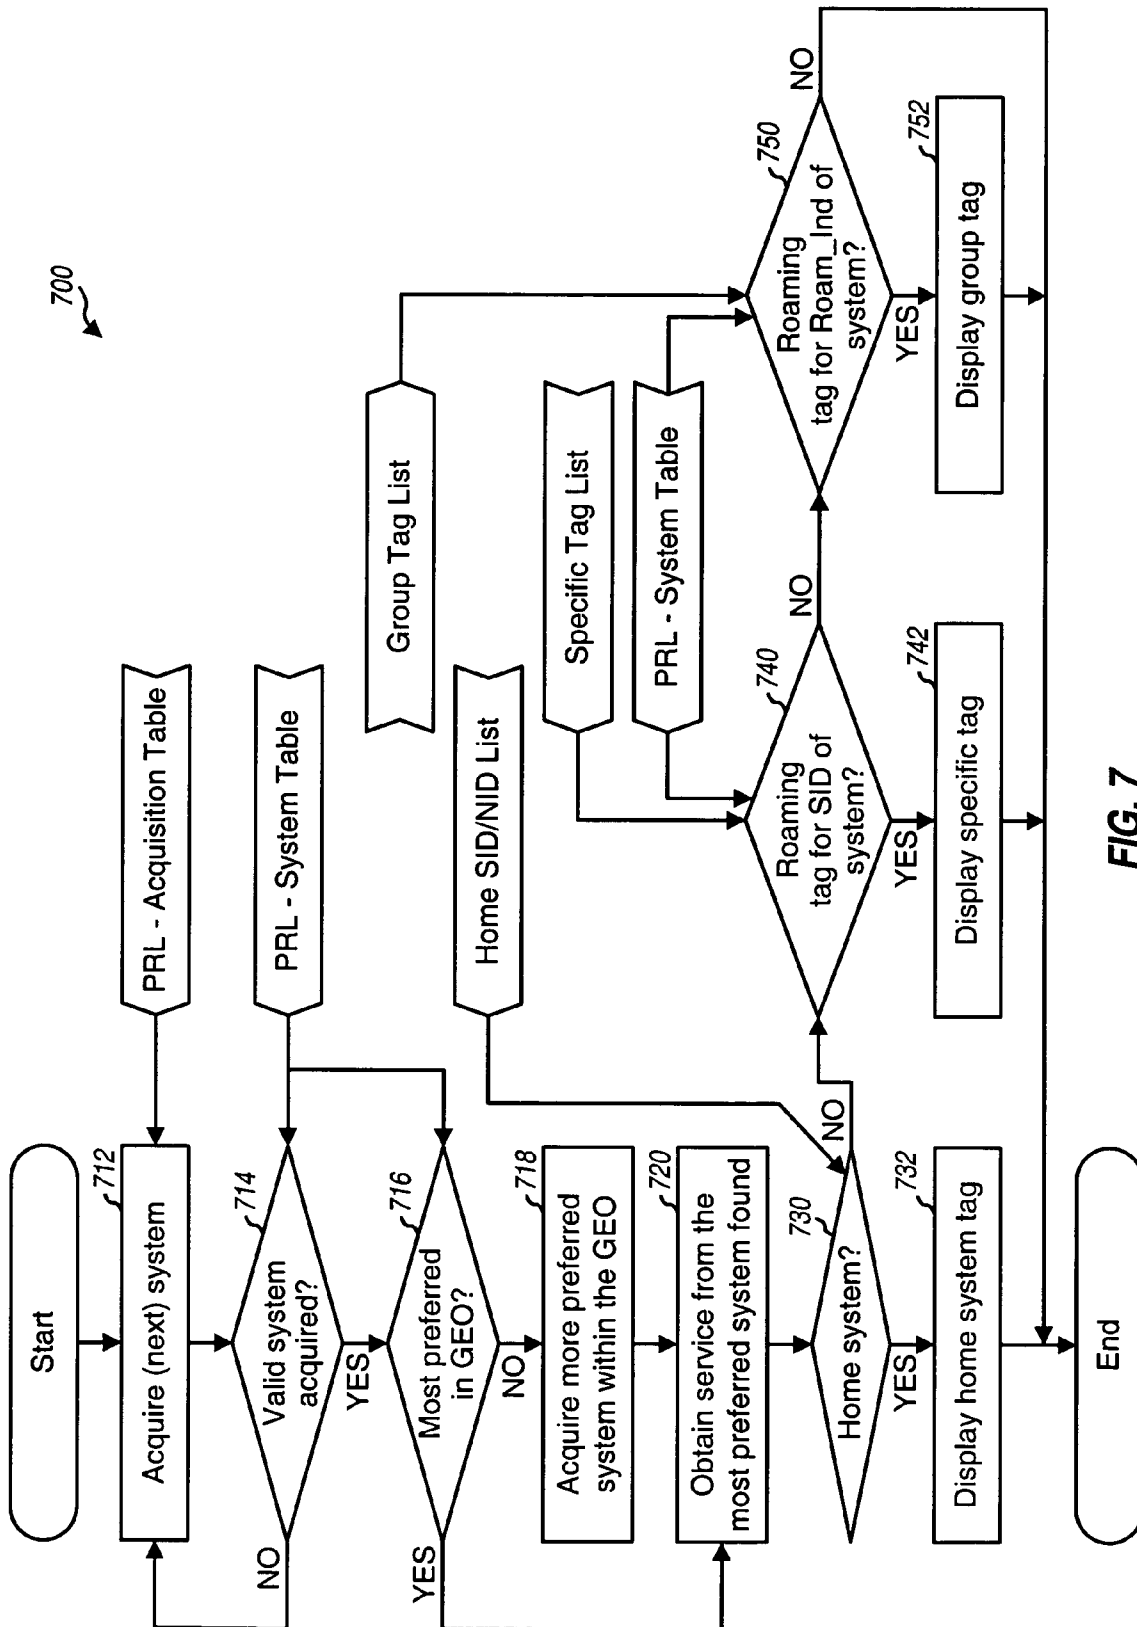 700
Start
712
Acquire (next) system
PRL - Acquisition Table
714
Valid system
acquired?
NO
YES
PRL - System Table
716
Most preferred
in GEO?
YES
NO
718
Acquire more preferred
system within the GEO
720
Obtain service from the
most preferred system found
Home SID/NID List
730
Home system?
NO
YES
732
Display home system tag
End
Group Tag List
Specific Tag List
PRL - System Table
740
Roaming
tag for SID of
system?
NO
YES
742
Display specific tag
750
Roaming
tag for Roam_Ind of
system?
NO
YES
752
Display group tag
FIG. 7